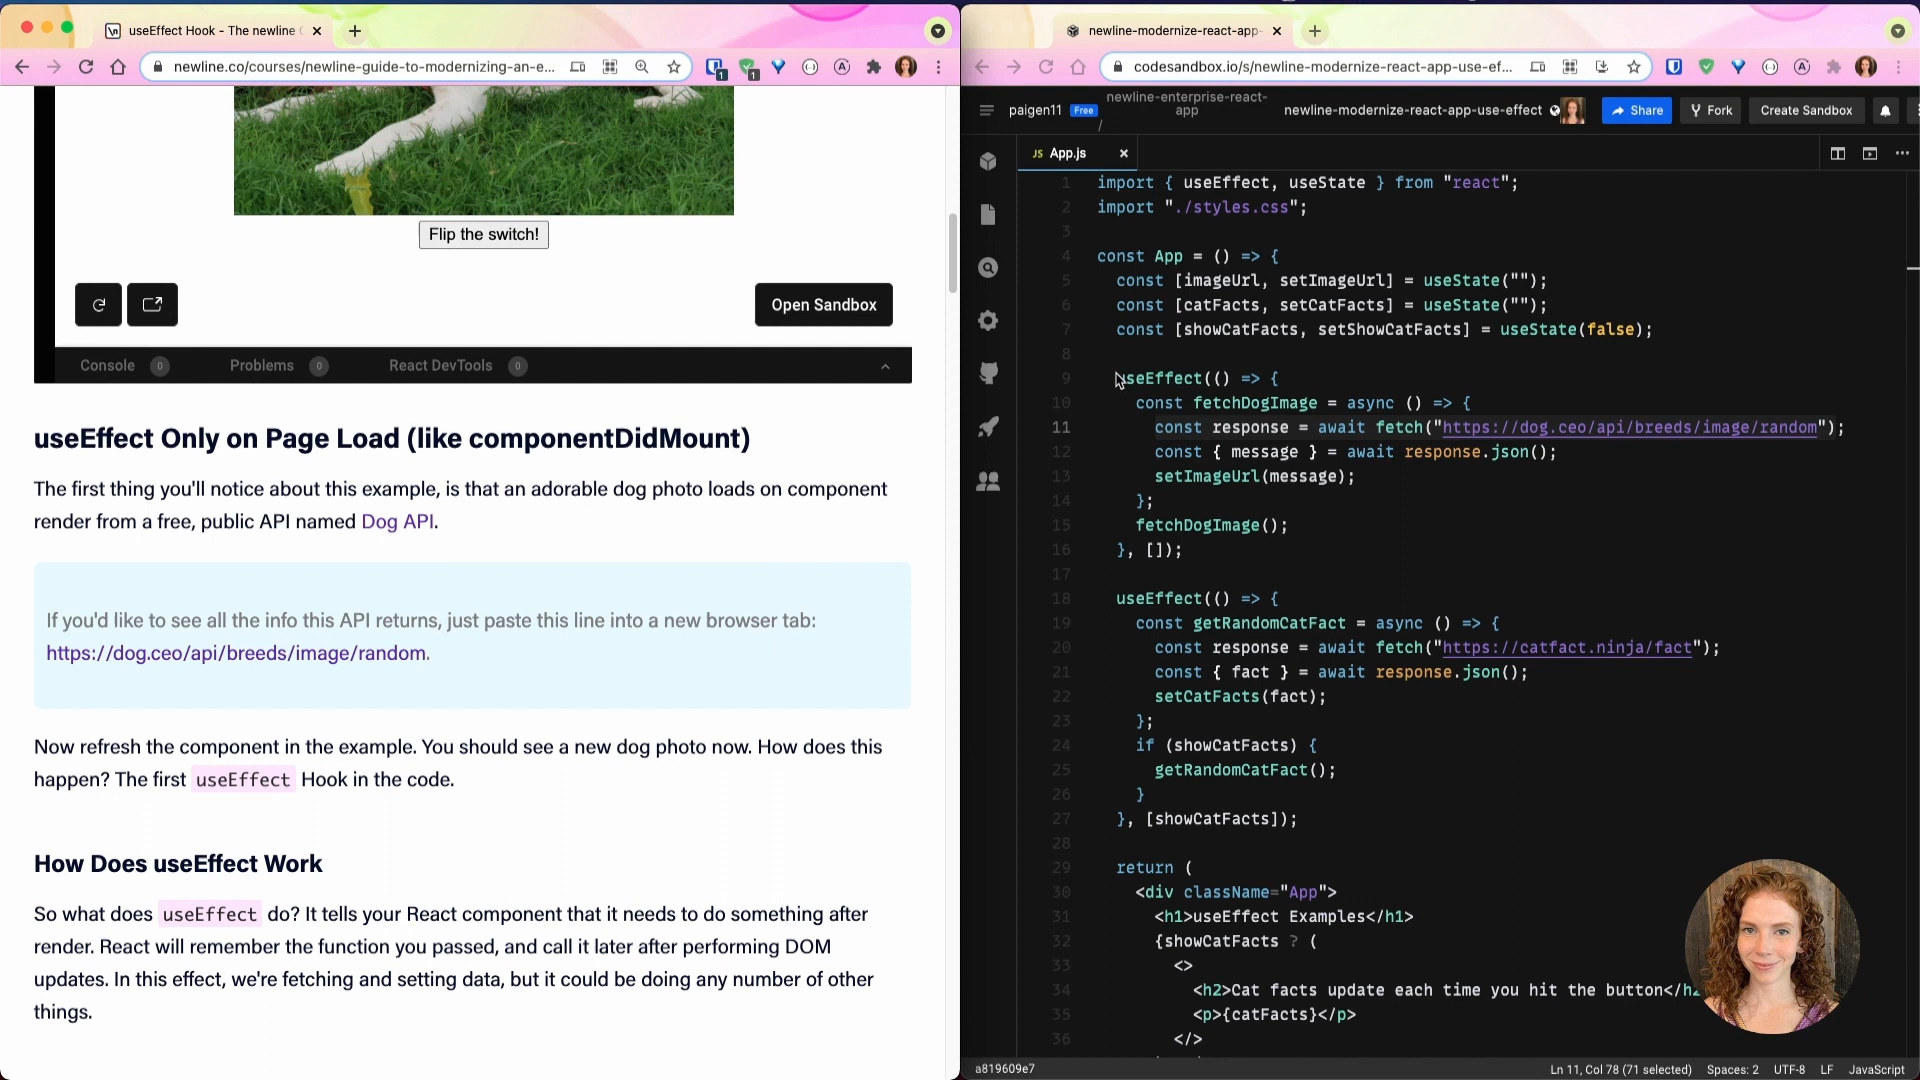 useEffect Hook - The newline
newline.co/courses/newline-guide-to-modernizing-an-e...
1
1
Flip the switch!
Open Sandbox
Console 0 Problems 0 React DevTools 0
useEffect Only on Page Load (like componentDidMount)
The first thing you'll notice about this example, is that an adorable dog photo loads on component
render from a free, public API named Dog API.
If you'd like to see all the info this API returns, just paste this line into a new browser tab:
https://dog.ceo/api/breeds/image/random.
Now refresh the component in the example. You should see a new dog photo now. How does this
happen? The first useEffect Hook in the code.
How Does useEffect Work
So what does useEffect do? It tells your React component that it needs to do something after
render. React will remember the function you passed, and call it later after performing DOM
updates. In this effect, we're fetching and setting data, but it could be doing any number of other
things.
newline-modernize-react-app-
codesandbox.io/s/newline-modernize-react-app-use-ef...
paigen11 Free newline-enterprise-react-app / newline-modernize-react-app-use-effect Share Fork Create Sandbox
JS App.js
1 import { useEffect, useState } from "react";
2 import "./styles.css";
3
4 const App = () => {
5 const [imageUrl, setImageUrl] = useState("");
6 const [catFacts, setCatFacts] = useState("");
7 const [showCatFacts, setShowCatFacts] = useState(false);
8
9 useEffect(() => {
10 const fetchDogImage = async () => {
11 const response = await fetch("https://dog.ceo/api/breeds/image/random");
12 const { message } = await response.json();
13 setImageUrl(message);
14 };
15 fetchDogImage();
16 }, []);
17
18 useEffect(() => {
19 const getRandomCatFact = async () => {
20 const response = await fetch("https://catfact.ninja/fact");
21 const { fact } = await response.json();
22 setCatFacts(fact);
23 };
24 if (showCatFacts) {
25 getRandomCatFact();
26 }
27 }, [showCatFacts]);
28
29 return (
30 <div className="App">
31 <h1>useEffect Examples</h1>
32 {showCatFacts ? (
33 <>
34 <h2>Cat facts update each time you hit the button</h2
35 <p>{catFacts}</p>
36 </>
a819609e7 Ln 11, Col 78 (71 selected) Spaces: 2 UTF-8 LF JavaScript